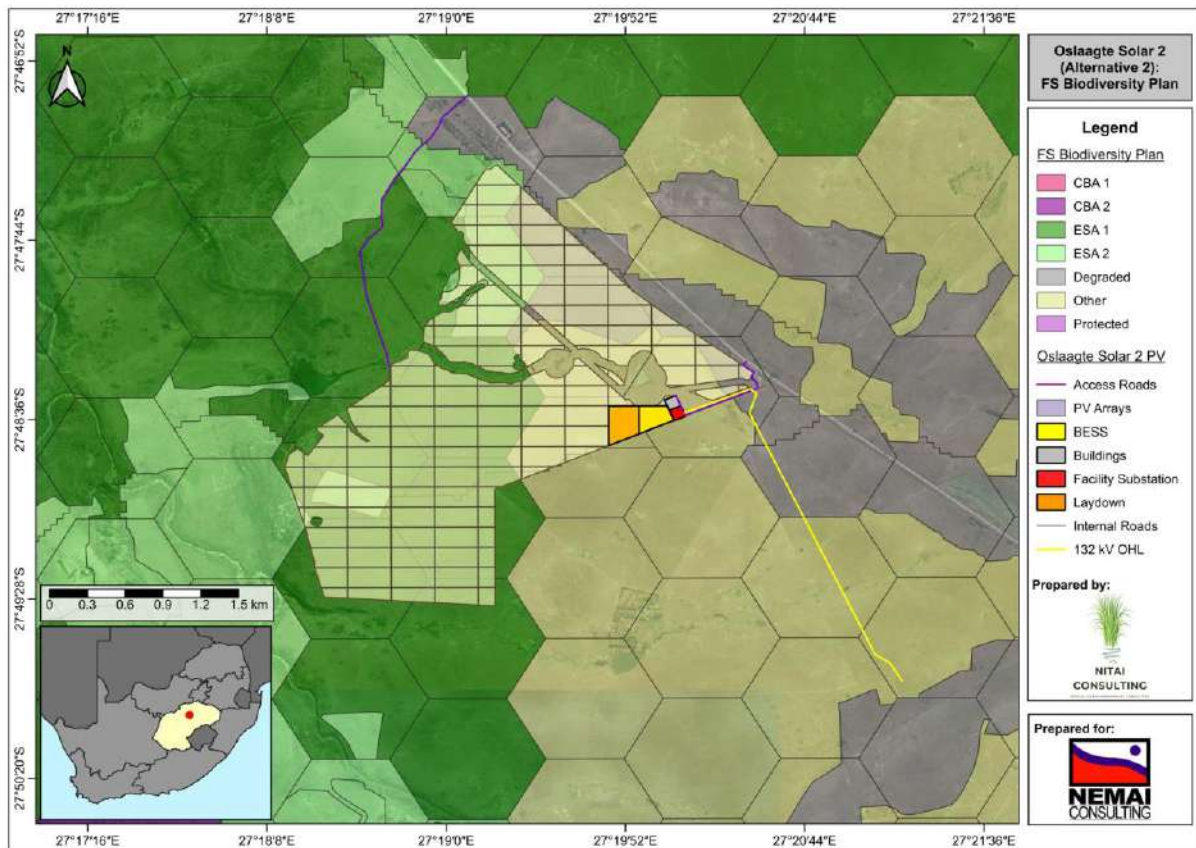 27°17'16"E 27°18'8"E 27°19'0"E 27°19'52"E 27°20'44"E 27°21'36"E
Oslaagte Solar 2
(Alternative 2):
FS Biodiversity Plan
27°46'52"S
27°47'44"S
27°48'36"S
27°49'28"S
27°50'20"S
N
Legend
FS Biodiversity Plan
CBA 1
CBA 2
ESA 1
ESA 2
Degraded
Other
Protected
Oslaagte Solar 2 PV
Access Roads
PV Arrays
BESS
Buildings
Facility Substation
Laydown
Internal Roads
132 kV OHL
0 0.3 0.6 0.9 1.2 1.5 km
Prepared by:
NITAI
CONSULTING
Prepared for:
NEMAI
CONSULTING
27°17'16"E 27°18'8"E 27°19'0"E 27°19'52"E 27°20'44"E 27°21'36"E